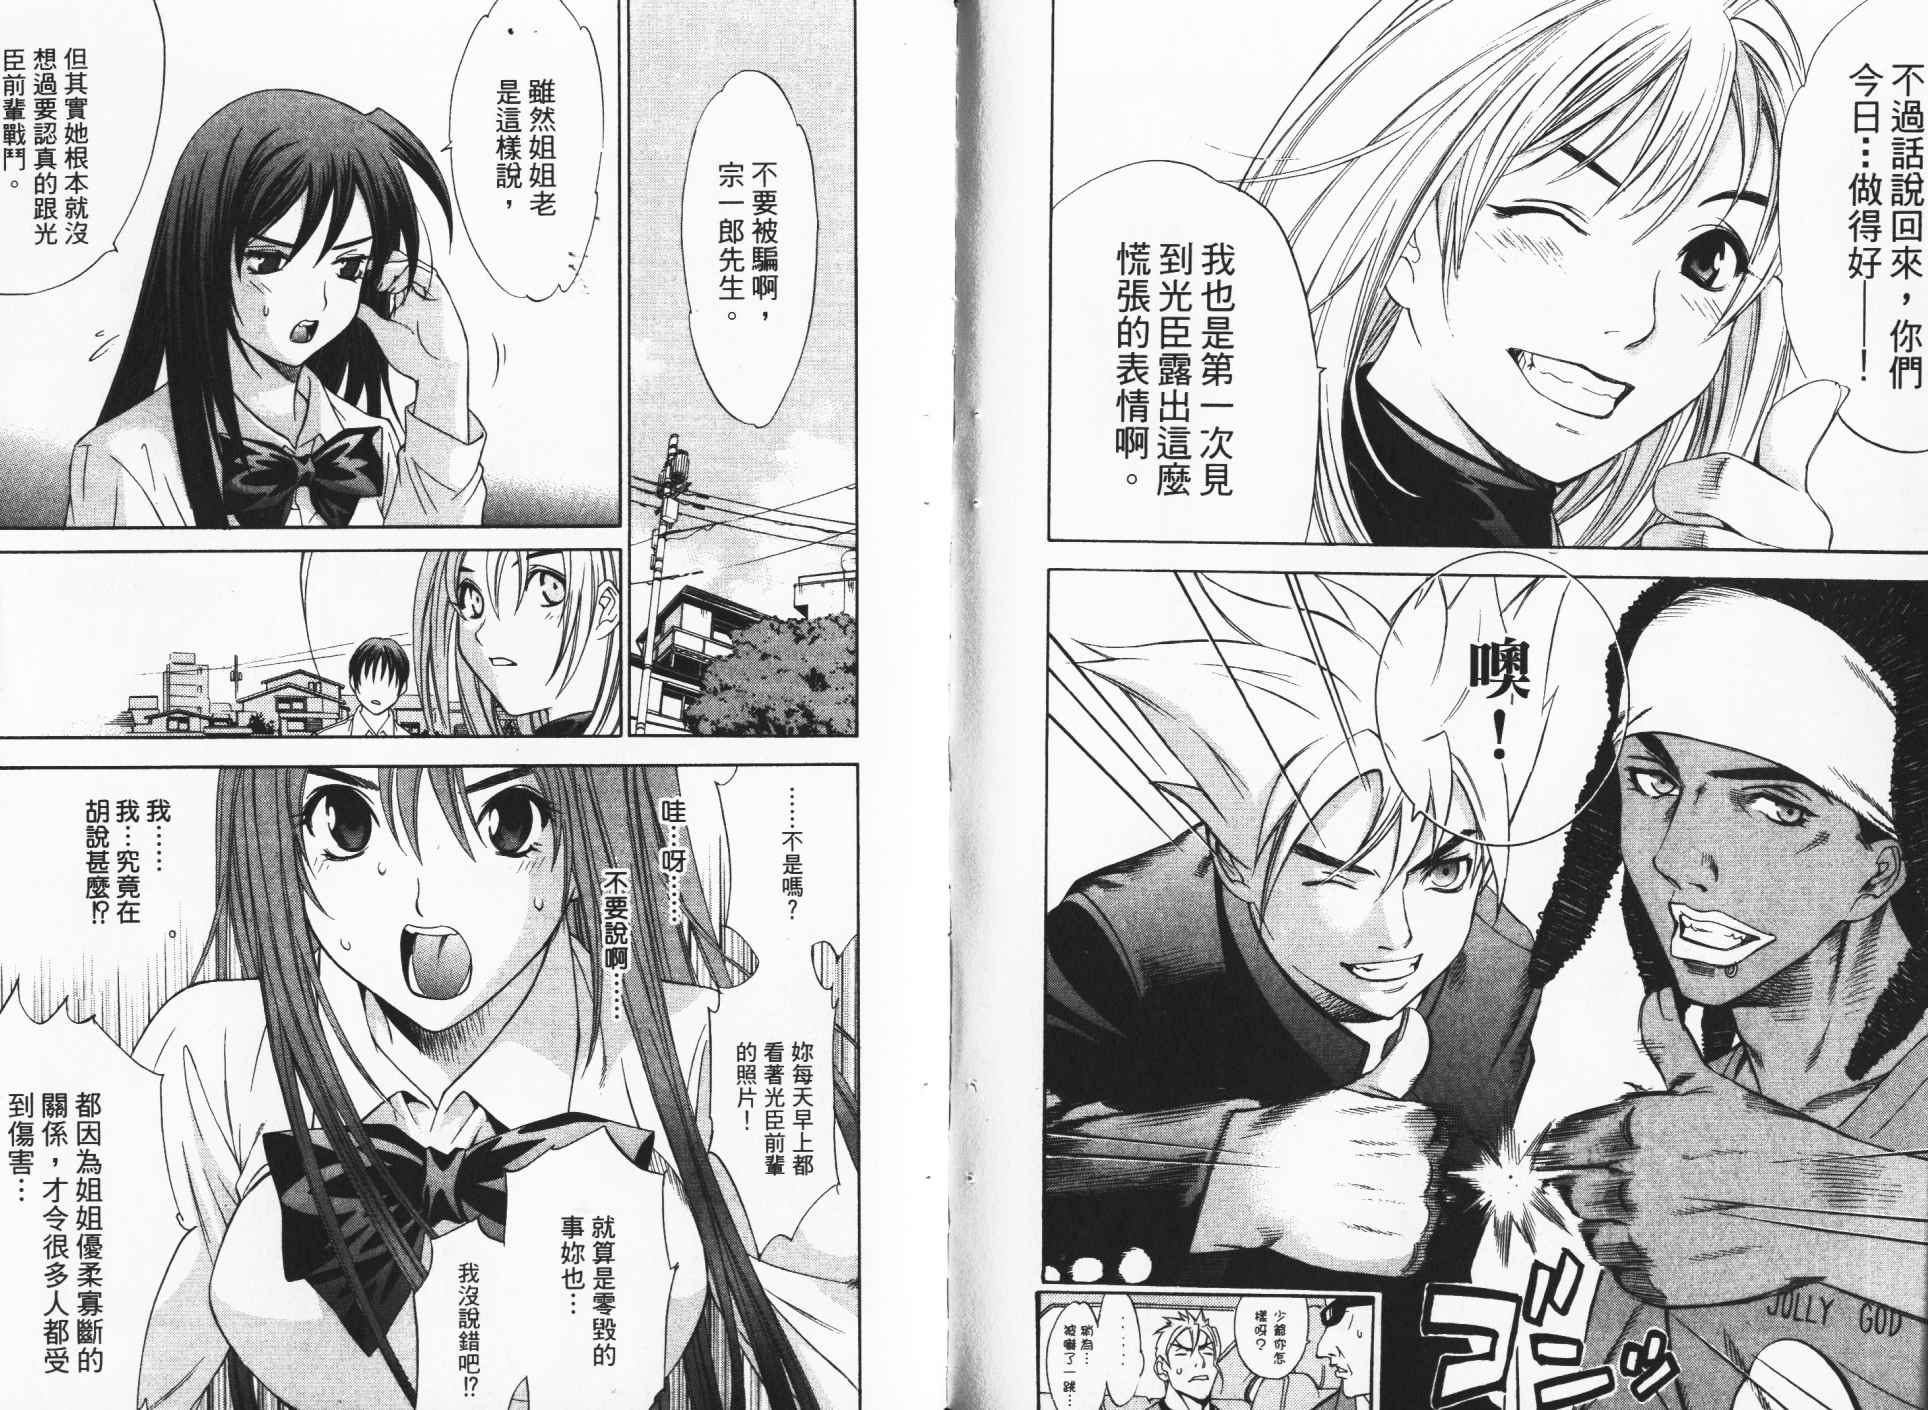 不過話說回來，你們
今日…做得好——！
我也是第一次見
到光臣露出這麼
慌張的表情啊。
噢！
ゴンッ
JOLLY GOD
少爺你怎
樣呀？
……
稍為…
被嚇了一跳…
不要被騙啊，
宗一郎先生。
雖然姐姐老
是這樣說，
但其實她根本就沒
想過要認真的跟光
臣前輩戰鬥。
……不是嗎？
妳每天早上都
看著光臣前輩
的照片！
哇…呀……
不要說啊……
我……
我…究竟在
胡說甚麼!?
就算是零毀的
事妳也…
我沒說錯吧!?
都因為姐姐優柔寡斷的
關係，才令很多人都受
到傷害…